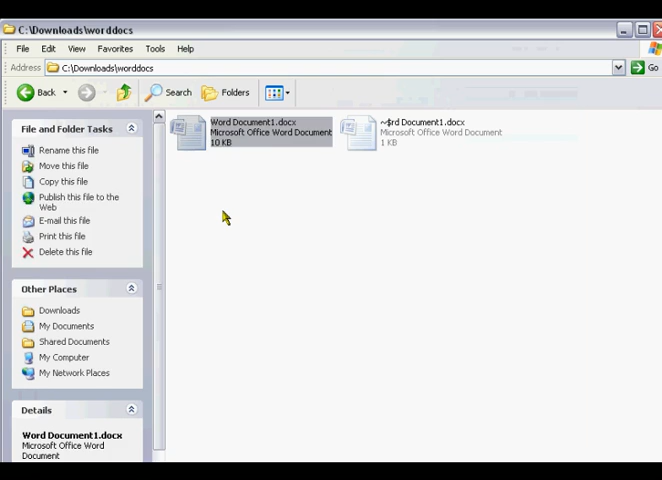 C:\Downloads\worddocs
File Edit View Favorites Tools Help
Address C:\Downloads\worddocs Go
Back Search Folders
File and Folder Tasks
Rename this file
Move this file
Copy this file
Publish this file to the
Web
E-mail this file
Print this file
Delete this file
Other Places
Downloads
My Documents
Shared Documents
My Computer
My Network Places
Details
Word Document1.docx
Microsoft Office Word
Document
Word Document1.docx
Microsoft Office Word Document
10 KB
~$rd Document1.docx
Microsoft Office Word Document
1 KB